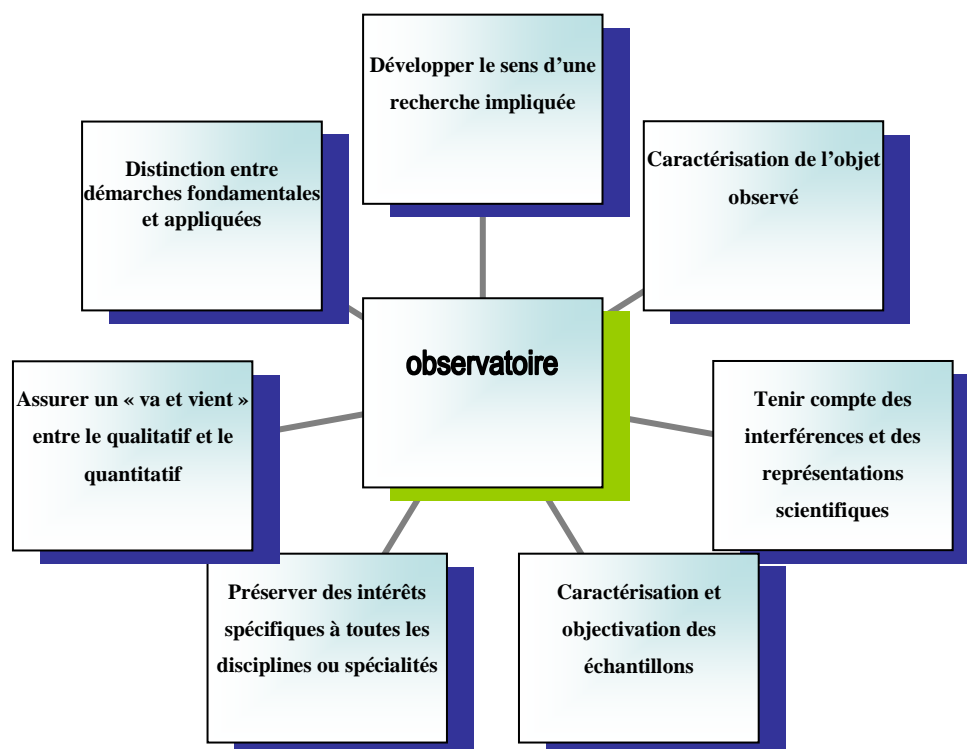 Développer le sens d’une
recherche impliquée
Distinction entre
démarches fondamentales
et appliquées
Caractérisation de l’objet
observé
observatoire
Assurer un « va et vient »
entre le qualitatif et le
quantitatif
Tenir compte des
interférences et des
représentations
scientifiques
Préserver des intérêts
spécifiques à toutes les
disciplines ou spécialités
Caractérisation et
objectivation des
échantillons